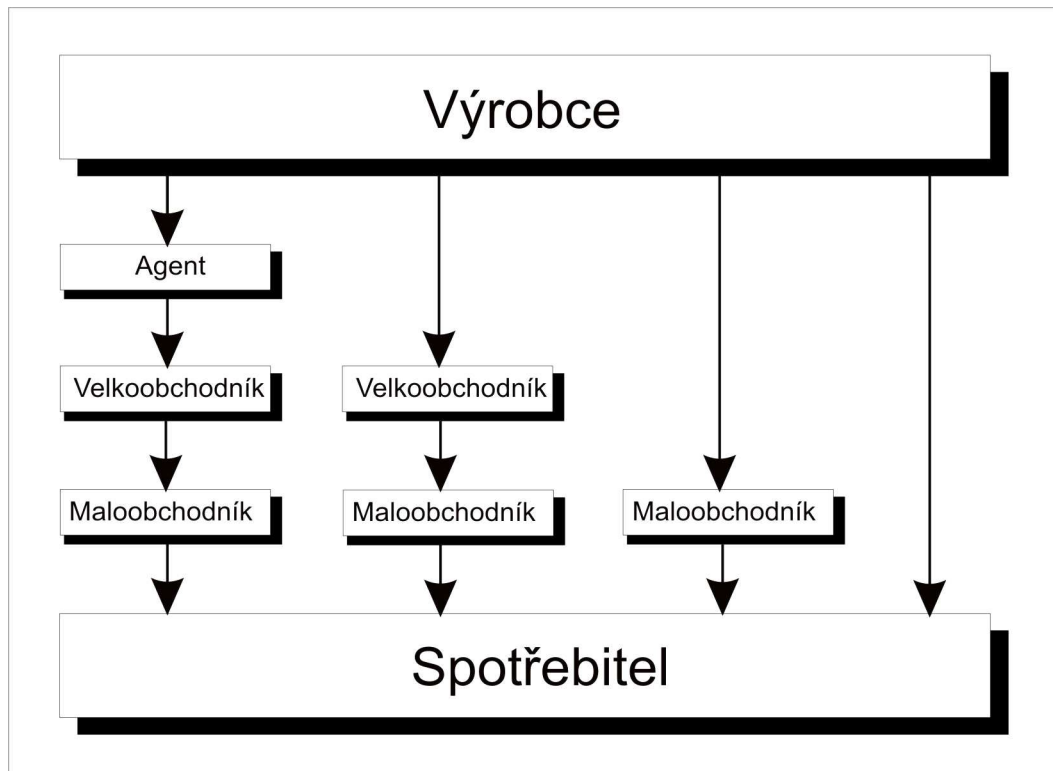 Výrobce
Agent
Velkoobchodník
Velkoobchodník
Maloobchodník
Maloobchodník
Maloobchodník
Spotřebitel